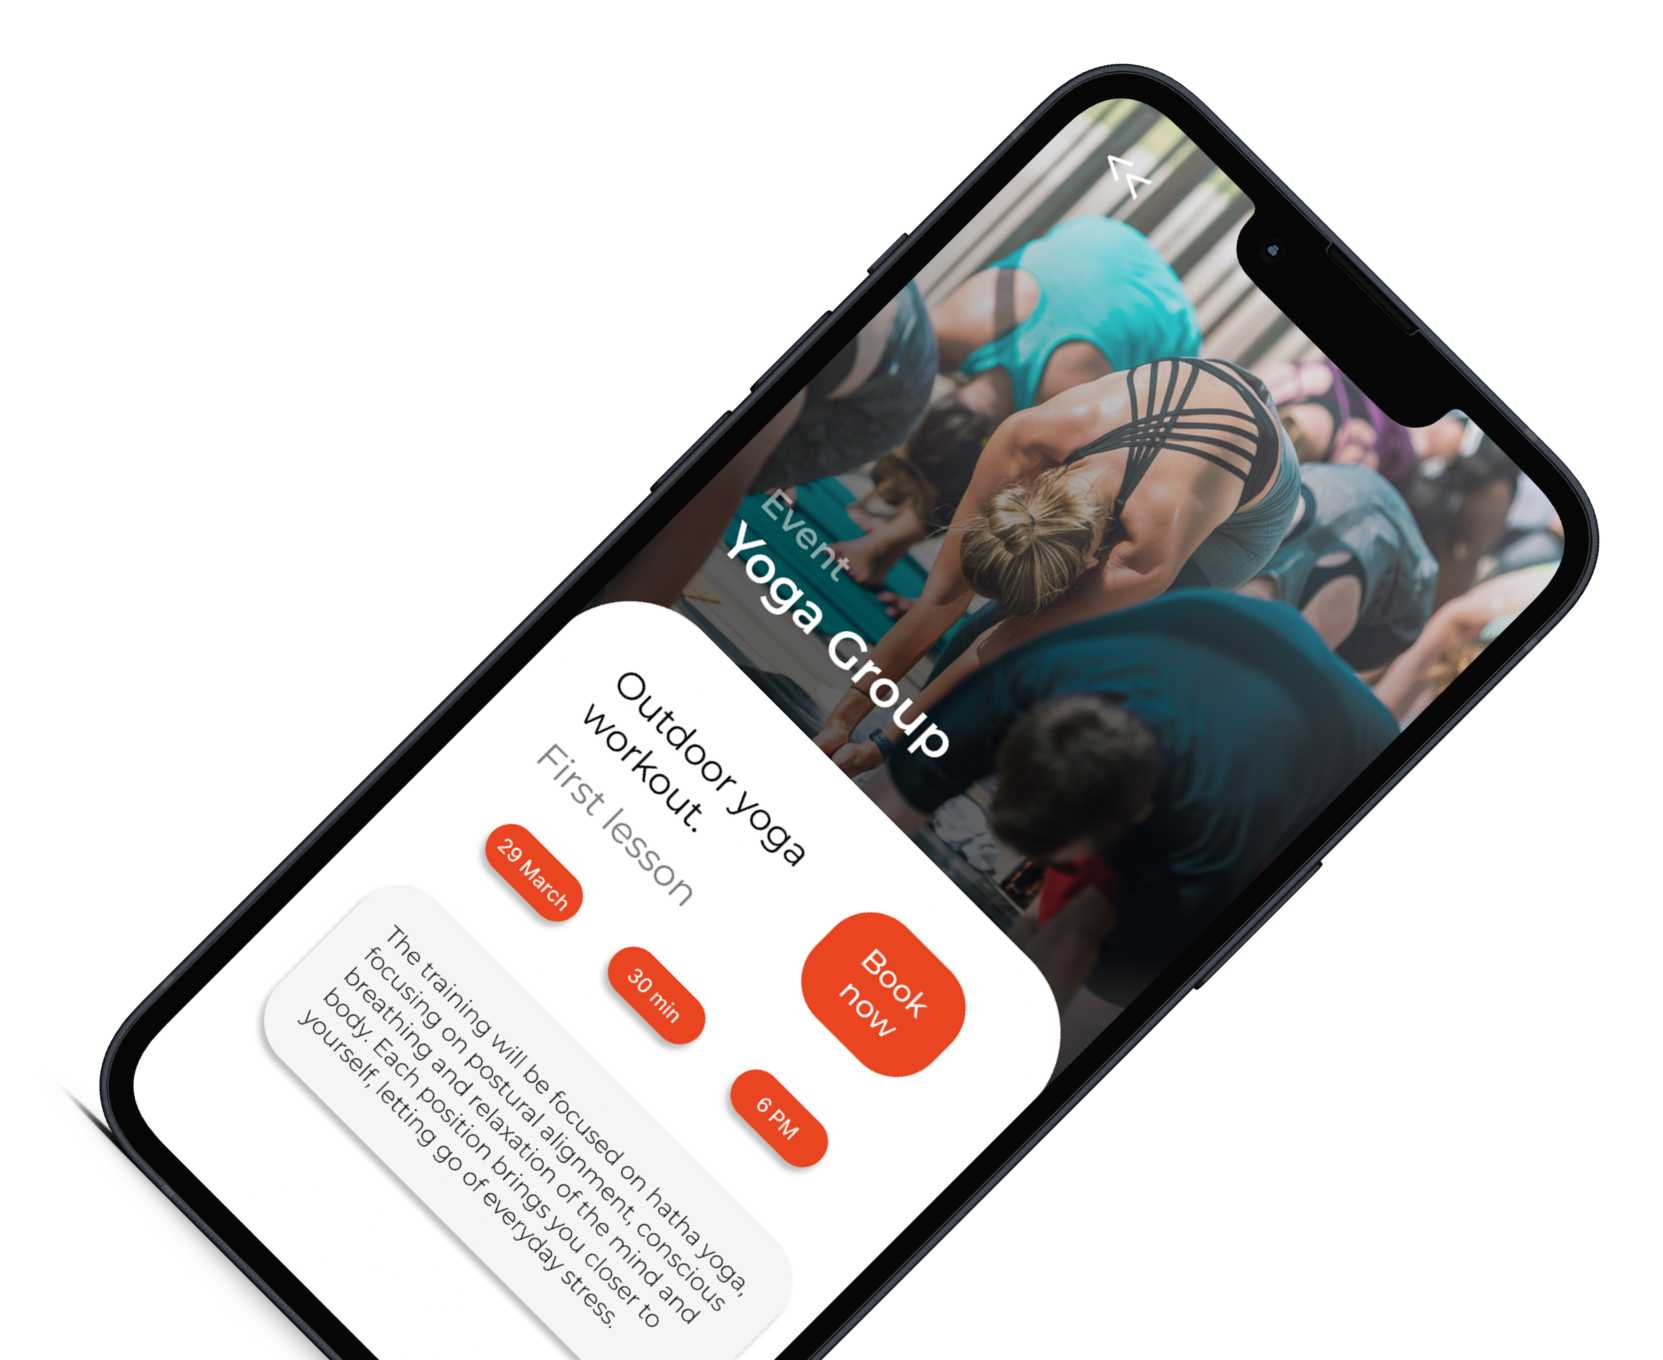 Event
Yoga Group
Outdoor yoga
workout.
First lesson
Book
now
29 March
30 min
6 PM
The training will be focused on hatha yoga,
focusing on postural alignment, conscious
breathing and relaxation of the mind and
body. Each position brings you closer to
yourself, letting go of everyday stress.